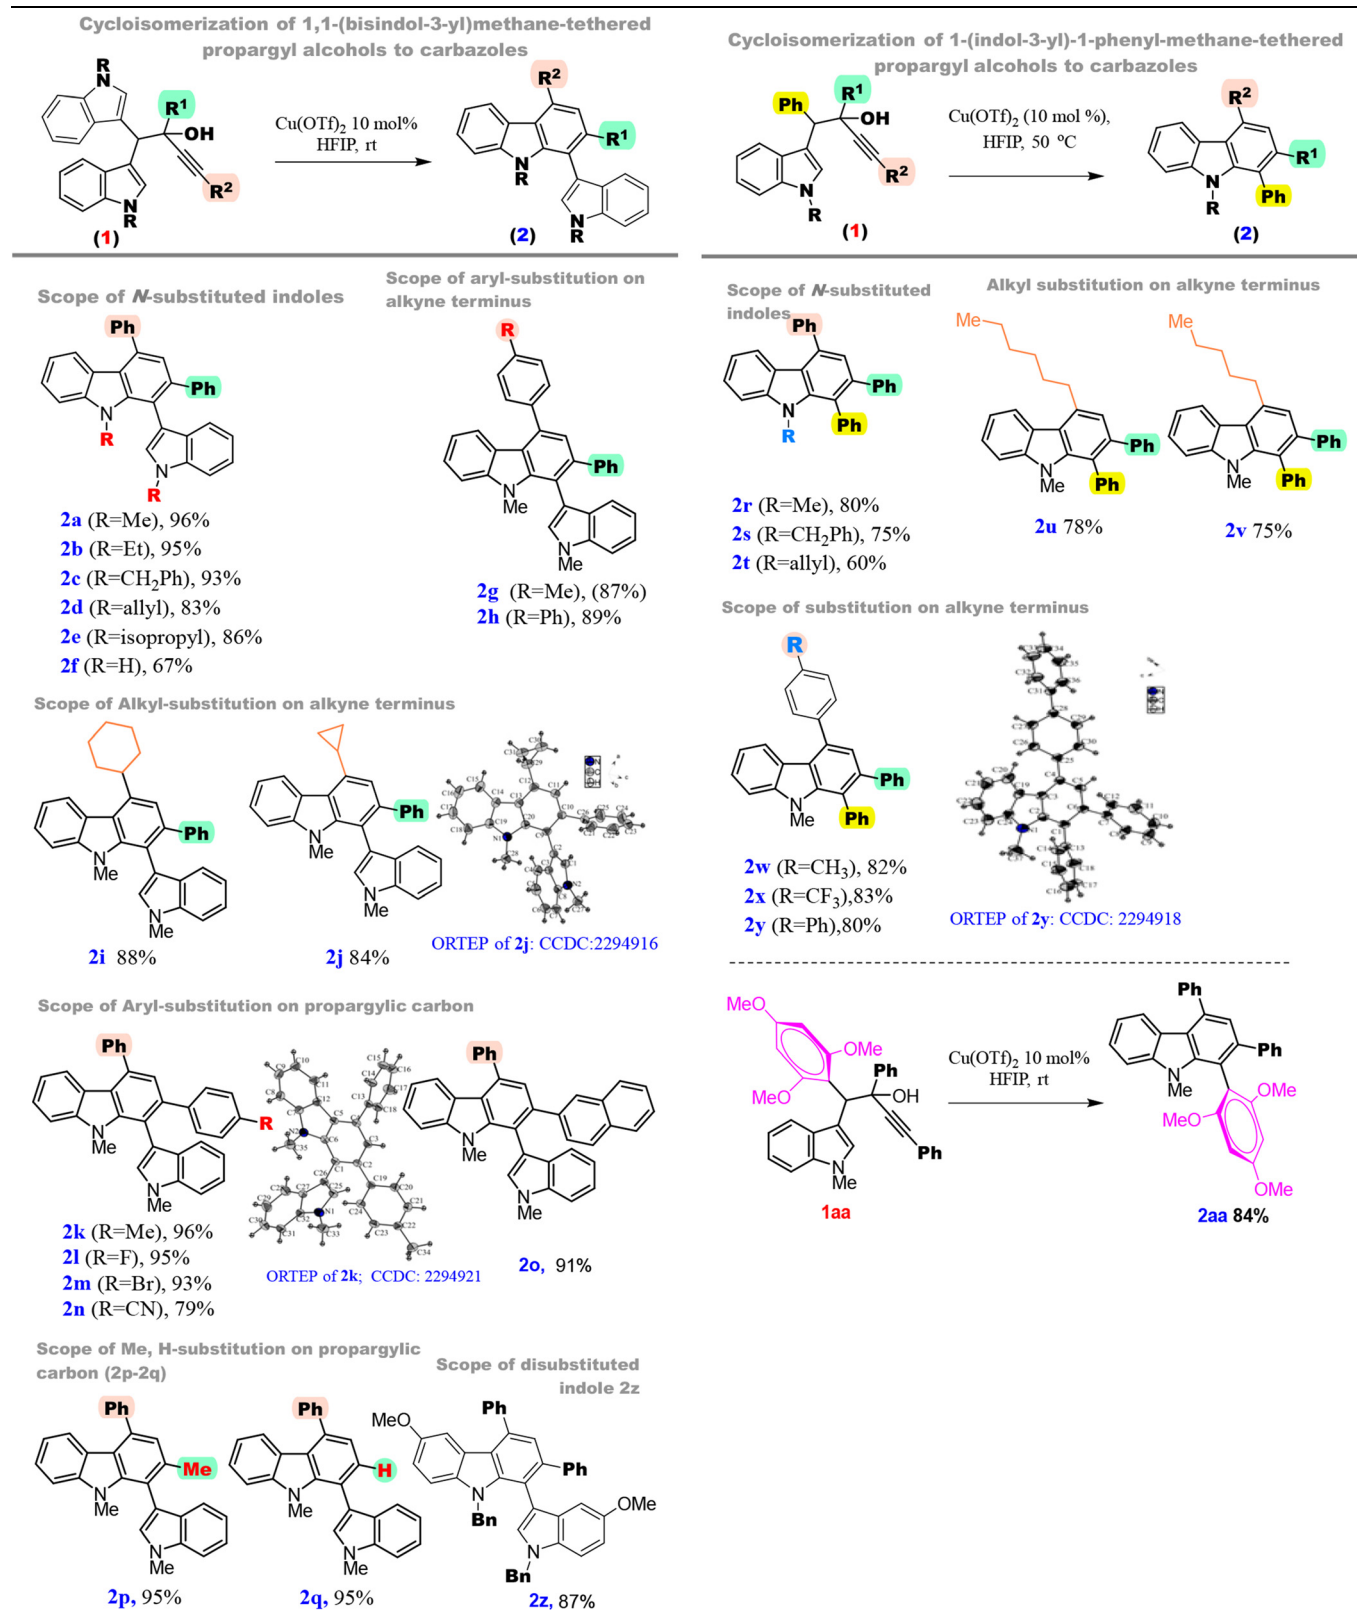 Cycloisomerization of 1,1-(bisindol-3-yl)methane-tethered
propargyl alcohols to carbazoles
R
N
R¹
OH
R²
N
R
(1)
Cu(OTf)₂ 10 mol%
HFIP, rt
R²
R¹
N
R
N
R
(2)
Cycloisomerization of 1-(indol-3-yl)-1-phenyl-methane-tethered
propargyl alcohols to carbazoles
Ph
R¹
OH
R²
N
R
(1)
Cu(OTf)₂ (10 mol %),
HFIP, 50 ºC
R²
R¹
N
Ph
R
(2)
Scope of N-substituted indoles
Ph
Ph
N
R
N
R
2a (R=Me), 96%
2b (R=Et), 95%
2c (R=CH₂Ph), 93%
2d (R=allyl), 83%
2e (R=isopropyl), 86%
2f (R=H), 67%
Scope of aryl-substitution on
alkyne terminus
R
Ph
N
Me
N
Me
2g (R=Me), (87%)
2h (R=Ph), 89%
Scope of N-substituted
indoles
Ph
Ph
N
Ph
R
2r (R=Me), 80%
2s (R=CH₂Ph), 75%
2t (R=allyl), 60%
Alkyl substitution on alkyne terminus
Me
Ph
N
Me
Ph
2u 78%
Me
Ph
N
Me
Ph
2v 75%
Scope of Alkyl-substitution on alkyne terminus
Ph
N
Me
N
Me
2i 88%
Ph
N
Me
N
Me
2j 84%
ORTEP of 2j: CCDC:2294916
Scope of substitution on alkyne terminus
R
Ph
N
Me
Ph
2w (R=CH₃), 82%
2x (R=CF₃),83%
2y (R=Ph),80%
ORTEP of 2y: CCDC: 2294918
Scope of Aryl-substitution on propargylic carbon
Ph
R
N
Me
N
Me
2k (R=Me), 96%
2l (R=F), 95%
2m (R=Br), 93%
2n (R=CN), 79%
ORTEP of 2k; CCDC: 2294921
Ph
N
Me
N
Me
2o, 91%
MeO
OMe
MeO
Ph
OH
Ph
N
Me
1aa
Cu(OTf)₂ 10 mol%
HFIP, rt
Ph
Ph
N
Me
OMe
MeO
OMe
2aa 84%
Scope of Me, H-substitution on propargylic
carbon (2p-2q)
Ph
Me
N
Me
N
Me
2p, 95%
Ph
H
N
Me
N
Me
2q, 95%
Scope of disubstituted
indole 2z
MeO
Ph
Ph
N
Bn
OMe
N
Bn
2z, 87%